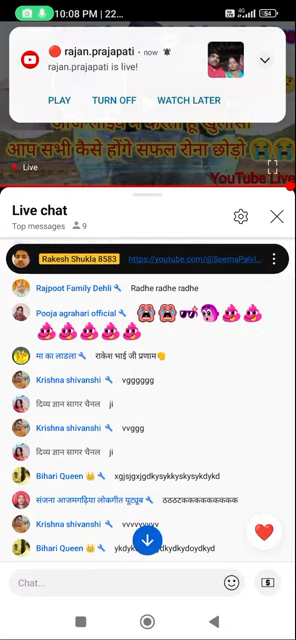 10:08 PM | 22...
4G
54
🔴 rajan.prajapati • now
rajan.prajapati is live!
PLAY TURN OFF WATCH LATER
आप सभी कैसे होंगे सफल रोना छोड़ो😭😭
Live
YouTube Live
Live chat
Top messages 9
Rakesh Shukla 8583 https://youtube.com/@SeemaPalvl...
Rajpoot Family Dehli Radhe radhe radhe
Pooja agrahari official
मा का लाडला राकेश भाई जी प्रणाम👏
Krishna shivanshi vgggggg
दिव्य ज्ञान सागर चैनल ji
Krishna shivanshi vvggg
दिव्य ज्ञान सागर चैनल ji
Bihari Queen 👑 xgjsjgxjgdkysykkyskysykdykd
संजना आजमगढ़िया लोकगीत यूट्यूब ठठठटककककककककक
Krishna shivanshi vvvvvvvvv
Bihari Queen 👑
Chat...